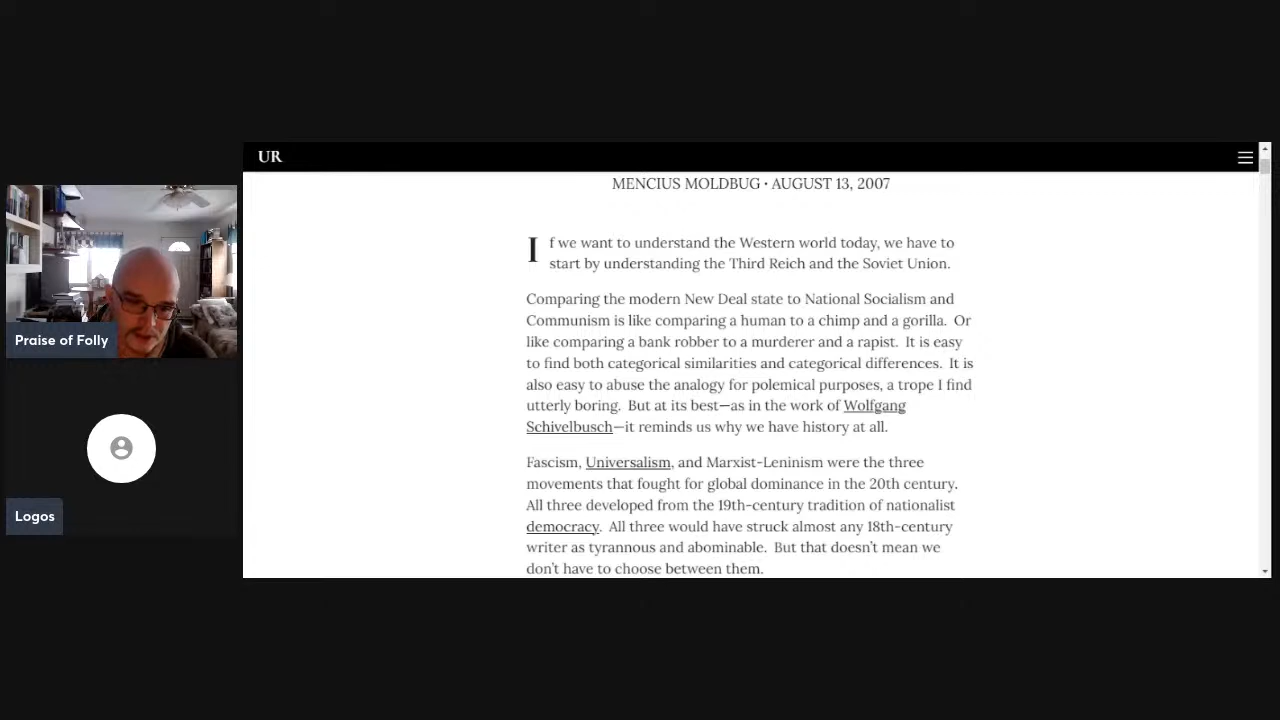 UR
MENCIUS MOLDBUG • AUGUST 13, 2007
If we want to understand the Western world today, we have to
start by understanding the Third Reich and the Soviet Union.
Comparing the modern New Deal state to National Socialism and
Communism is like comparing a human to a chimp and a gorilla. Or
like comparing a bank robber to a murderer and a rapist. It is easy
to find both categorical similarities and categorical differences. It is
also easy to abuse the analogy for polemical purposes, a trope I find
utterly boring. But at its best—as in the work of Wolfgang
Schivelbusch—it reminds us why we have history at all.
Fascism, Universalism, and Marxist-Leninism were the three
movements that fought for global dominance in the 20th century.
All three developed from the 19th-century tradition of nationalist
democracy. All three would have struck almost any 18th-century
writer as tyrannous and abominable. But that doesn't mean we
don't have to choose between them.
Praise of Folly
Logos